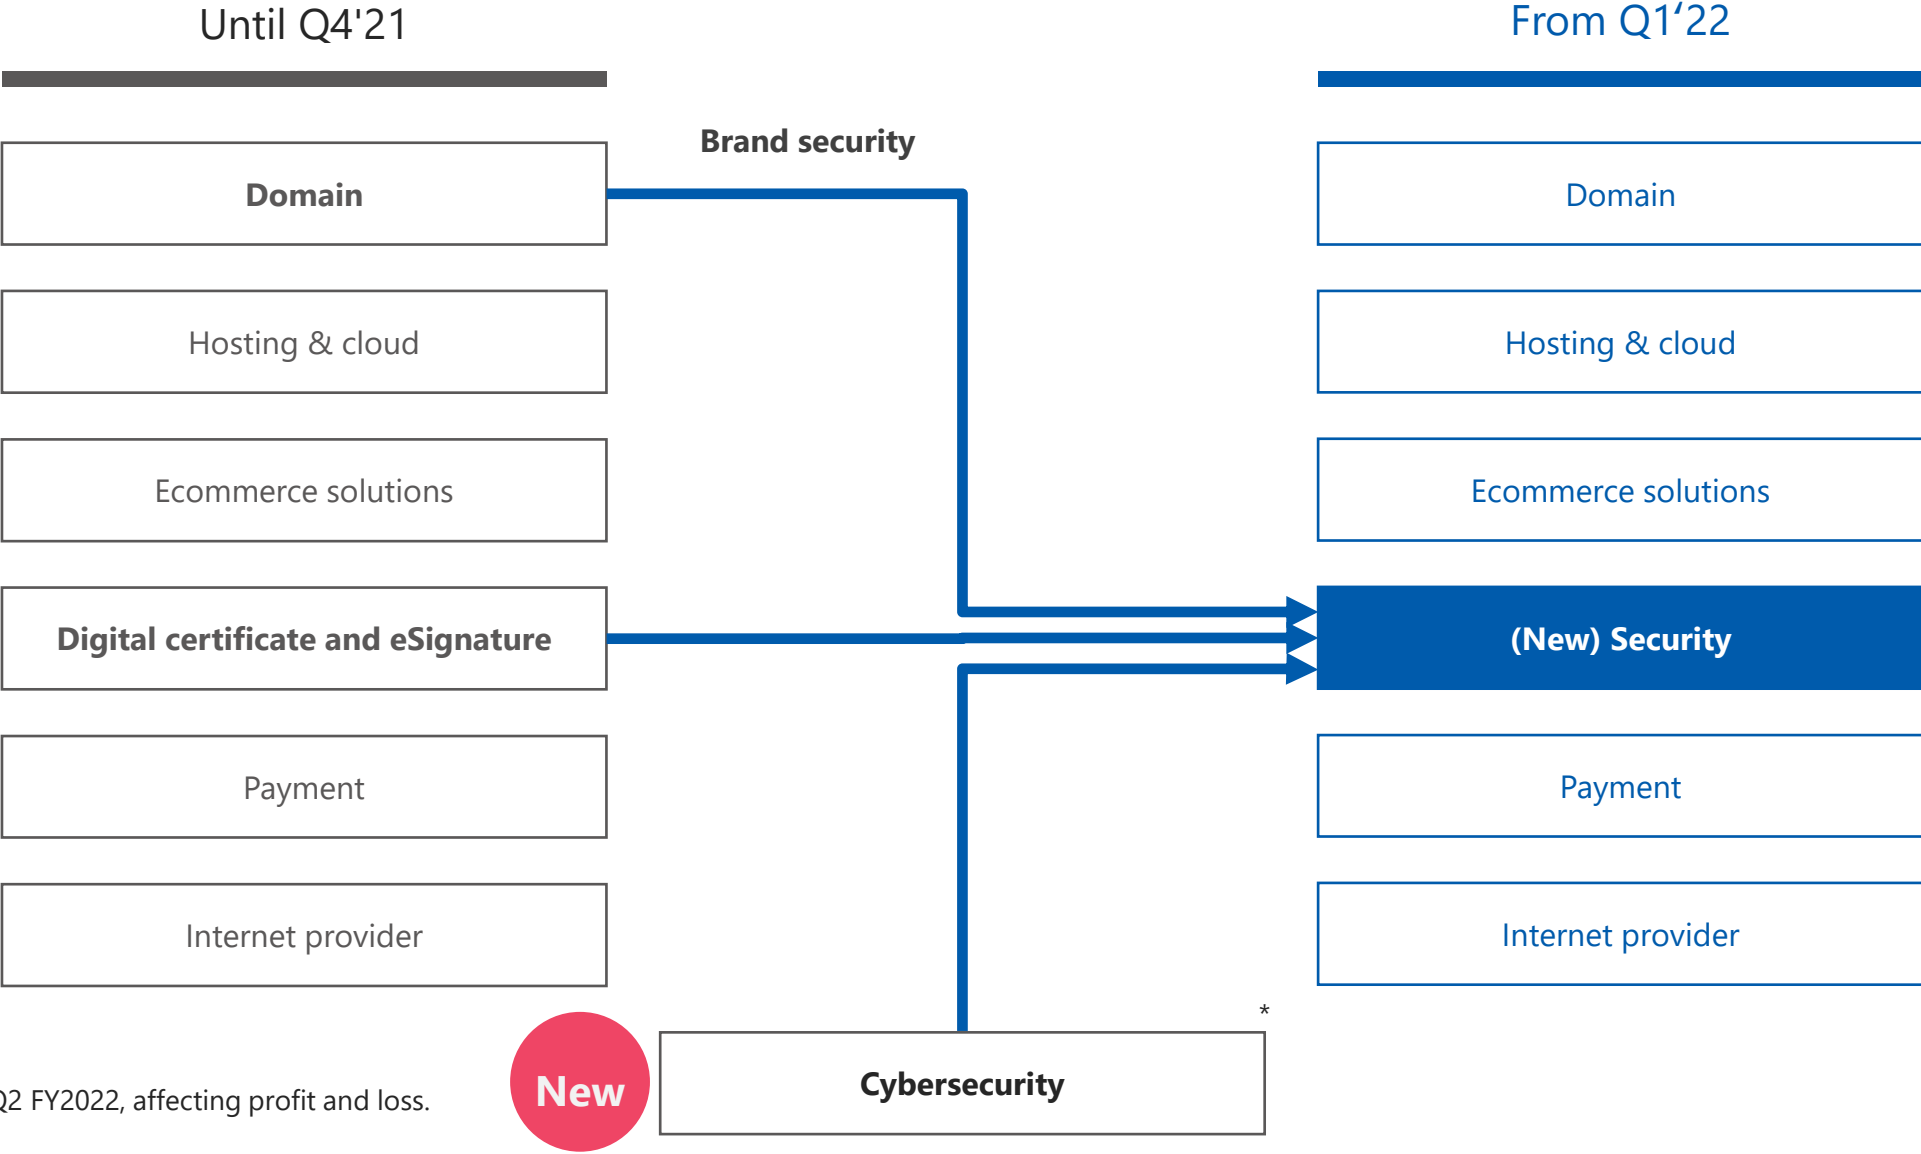 Until Q4'21
From Q1‘22
Brand security
Domain
Domain
Hosting & cloud
Hosting & cloud
Ecommerce solutions
Ecommerce solutions
Digital certificate and eSignature
(New) Security
Payment
Payment
Internet provider
Internet provider
*
New
Cybersecurity
Q2 FY2022, affecting profit and loss.